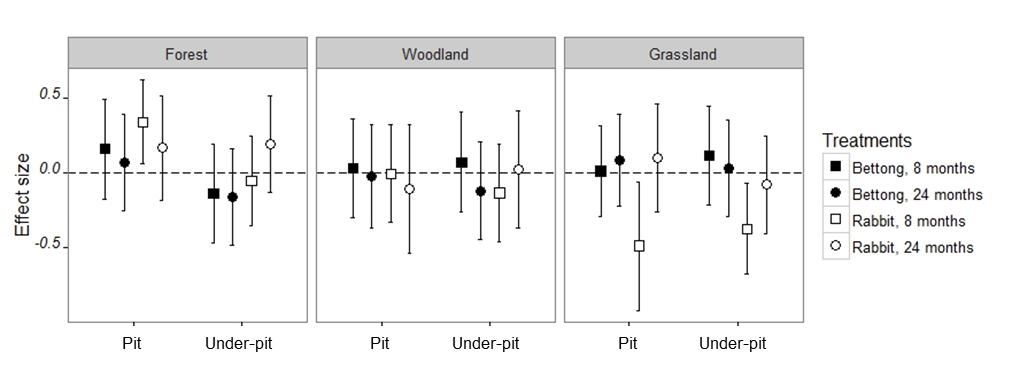 Forest Woodland Grassland
Effect size
0.5
0.0
-0.5
Pit Under-pit Pit Under-pit Pit Under-pit
Treatments
Bettong, 8 months
Bettong, 24 months
Rabbit, 8 months
Rabbit, 24 months